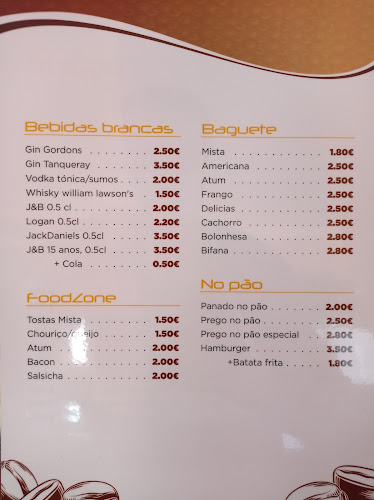 Bebidas brancas
Gin Gordons . . . . . . . . . 2.50€
Gin Tanqueray . . . . . . . . 3.50€
Vodka tónica/sumos . . . . 2.00€
Whisky william lawson's . 1.50€
J&B 0.5 cl . . . . . . . . . . 2.00€
Logan 0.5cl . . . . . . . . . 2.20€
JackDaniels 0.5cl . . . . . 3.50€
J&B 15 anos, 0.5cl . . . . 3.50€
+ Cola . . . . . . . . . 0.50€
FoodZone
Tostas Mista . . . . . . . . . 1.50€
Chouriço/queijo . . . . . . 1.50€
Atum . . . . . . . . . . . . . 2.00€
Bacon . . . . . . . . . . . . 2.00€
Salsicha . . . . . . . . . . . 2.00€
Baguete
Mista . . . . . . . . . . . . . 1.80€
Americana . . . . . . . . . . 2.50€
Atum . . . . . . . . . . . . . 2.50€
Frango . . . . . . . . . . . . 2.50€
Delicias . . . . . . . . . . . . 2.50€
Cachorro . . . . . . . . . . . 2.50€
Bolonhesa . . . . . . . . . . 2.80€
Bifana . . . . . . . . . . . . . 2.80€
No pão
Panado no pão . . . . . . . 2.00€
Prego no pão . . . . . . . . 2.50€
Prego no pão especial . . . 2.80€
Hamburger . . . . . . . . . . 3.50€
+Batata frita . . . . . . 1.80€